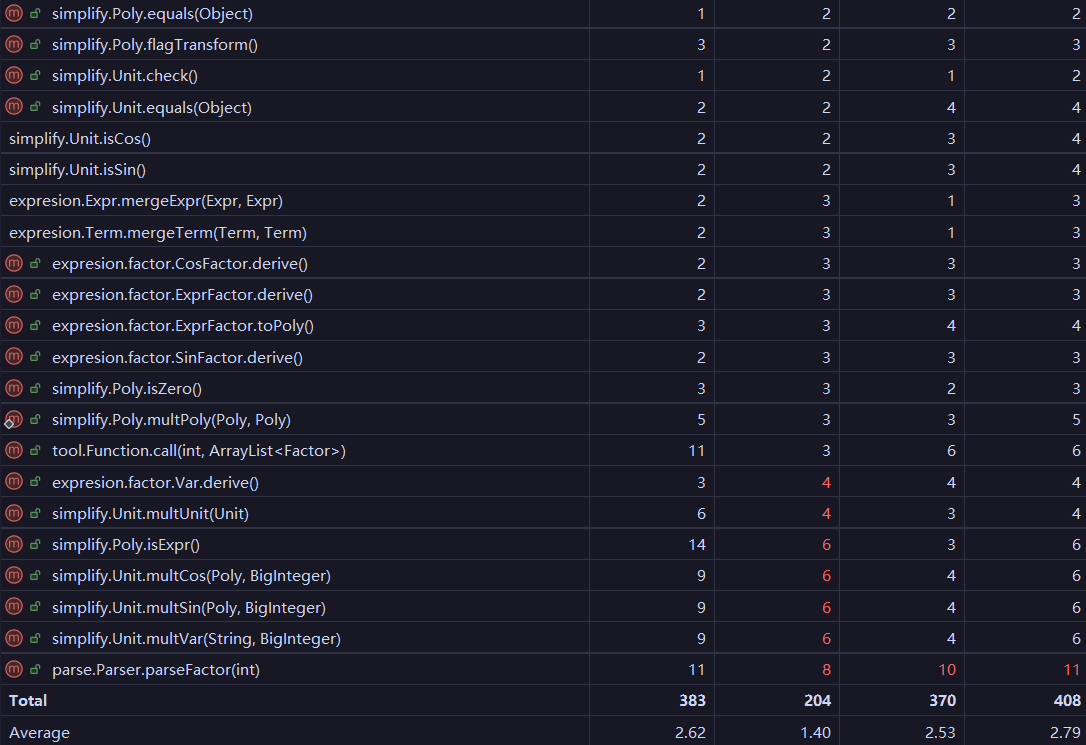 simplify.Poly.equals(Object) 1 2 2 2
simplify.Poly.flagTransform() 3 2 3 3
simplify.Unit.check() 1 2 1 2
simplify.Unit.equals(Object) 2 2 4 4
simplify.Unit.isCos() 2 2 3 4
simplify.Unit.isSin() 2 2 3 4
expresion.Expr.mergeExpr(Expr, Expr) 2 3 1 3
expresion.Term.mergeTerm(Term, Term) 2 3 1 3
expresion.factor.CosFactor.derive() 2 3 3 3
expresion.factor.ExprFactor.derive() 2 3 3 3
expresion.factor.ExprFactor.toPoly() 3 3 4 4
expresion.factor.SinFactor.derive() 2 3 3 3
simplify.Poly.isZero() 3 3 2 3
simplify.Poly.multPoly(Poly, Poly) 5 3 3 5
tool.Function.call(int, ArrayList<Factor>) 11 3 6 6
expresion.factor.Var.derive() 3 4 4 4
simplify.Unit.multUnit(Unit) 6 4 3 4
simplify.Poly.isExpr() 14 6 3 6
simplify.Unit.multCos(Poly, BigInteger) 9 6 4 6
simplify.Unit.multSin(Poly, BigInteger) 9 6 4 6
simplify.Unit.multVar(String, BigInteger) 9 6 4 6
parse.Parser.parseFactor(int) 11 8 10 11
Total 383 204 370 408
Average 2.62 1.40 2.53 2.79